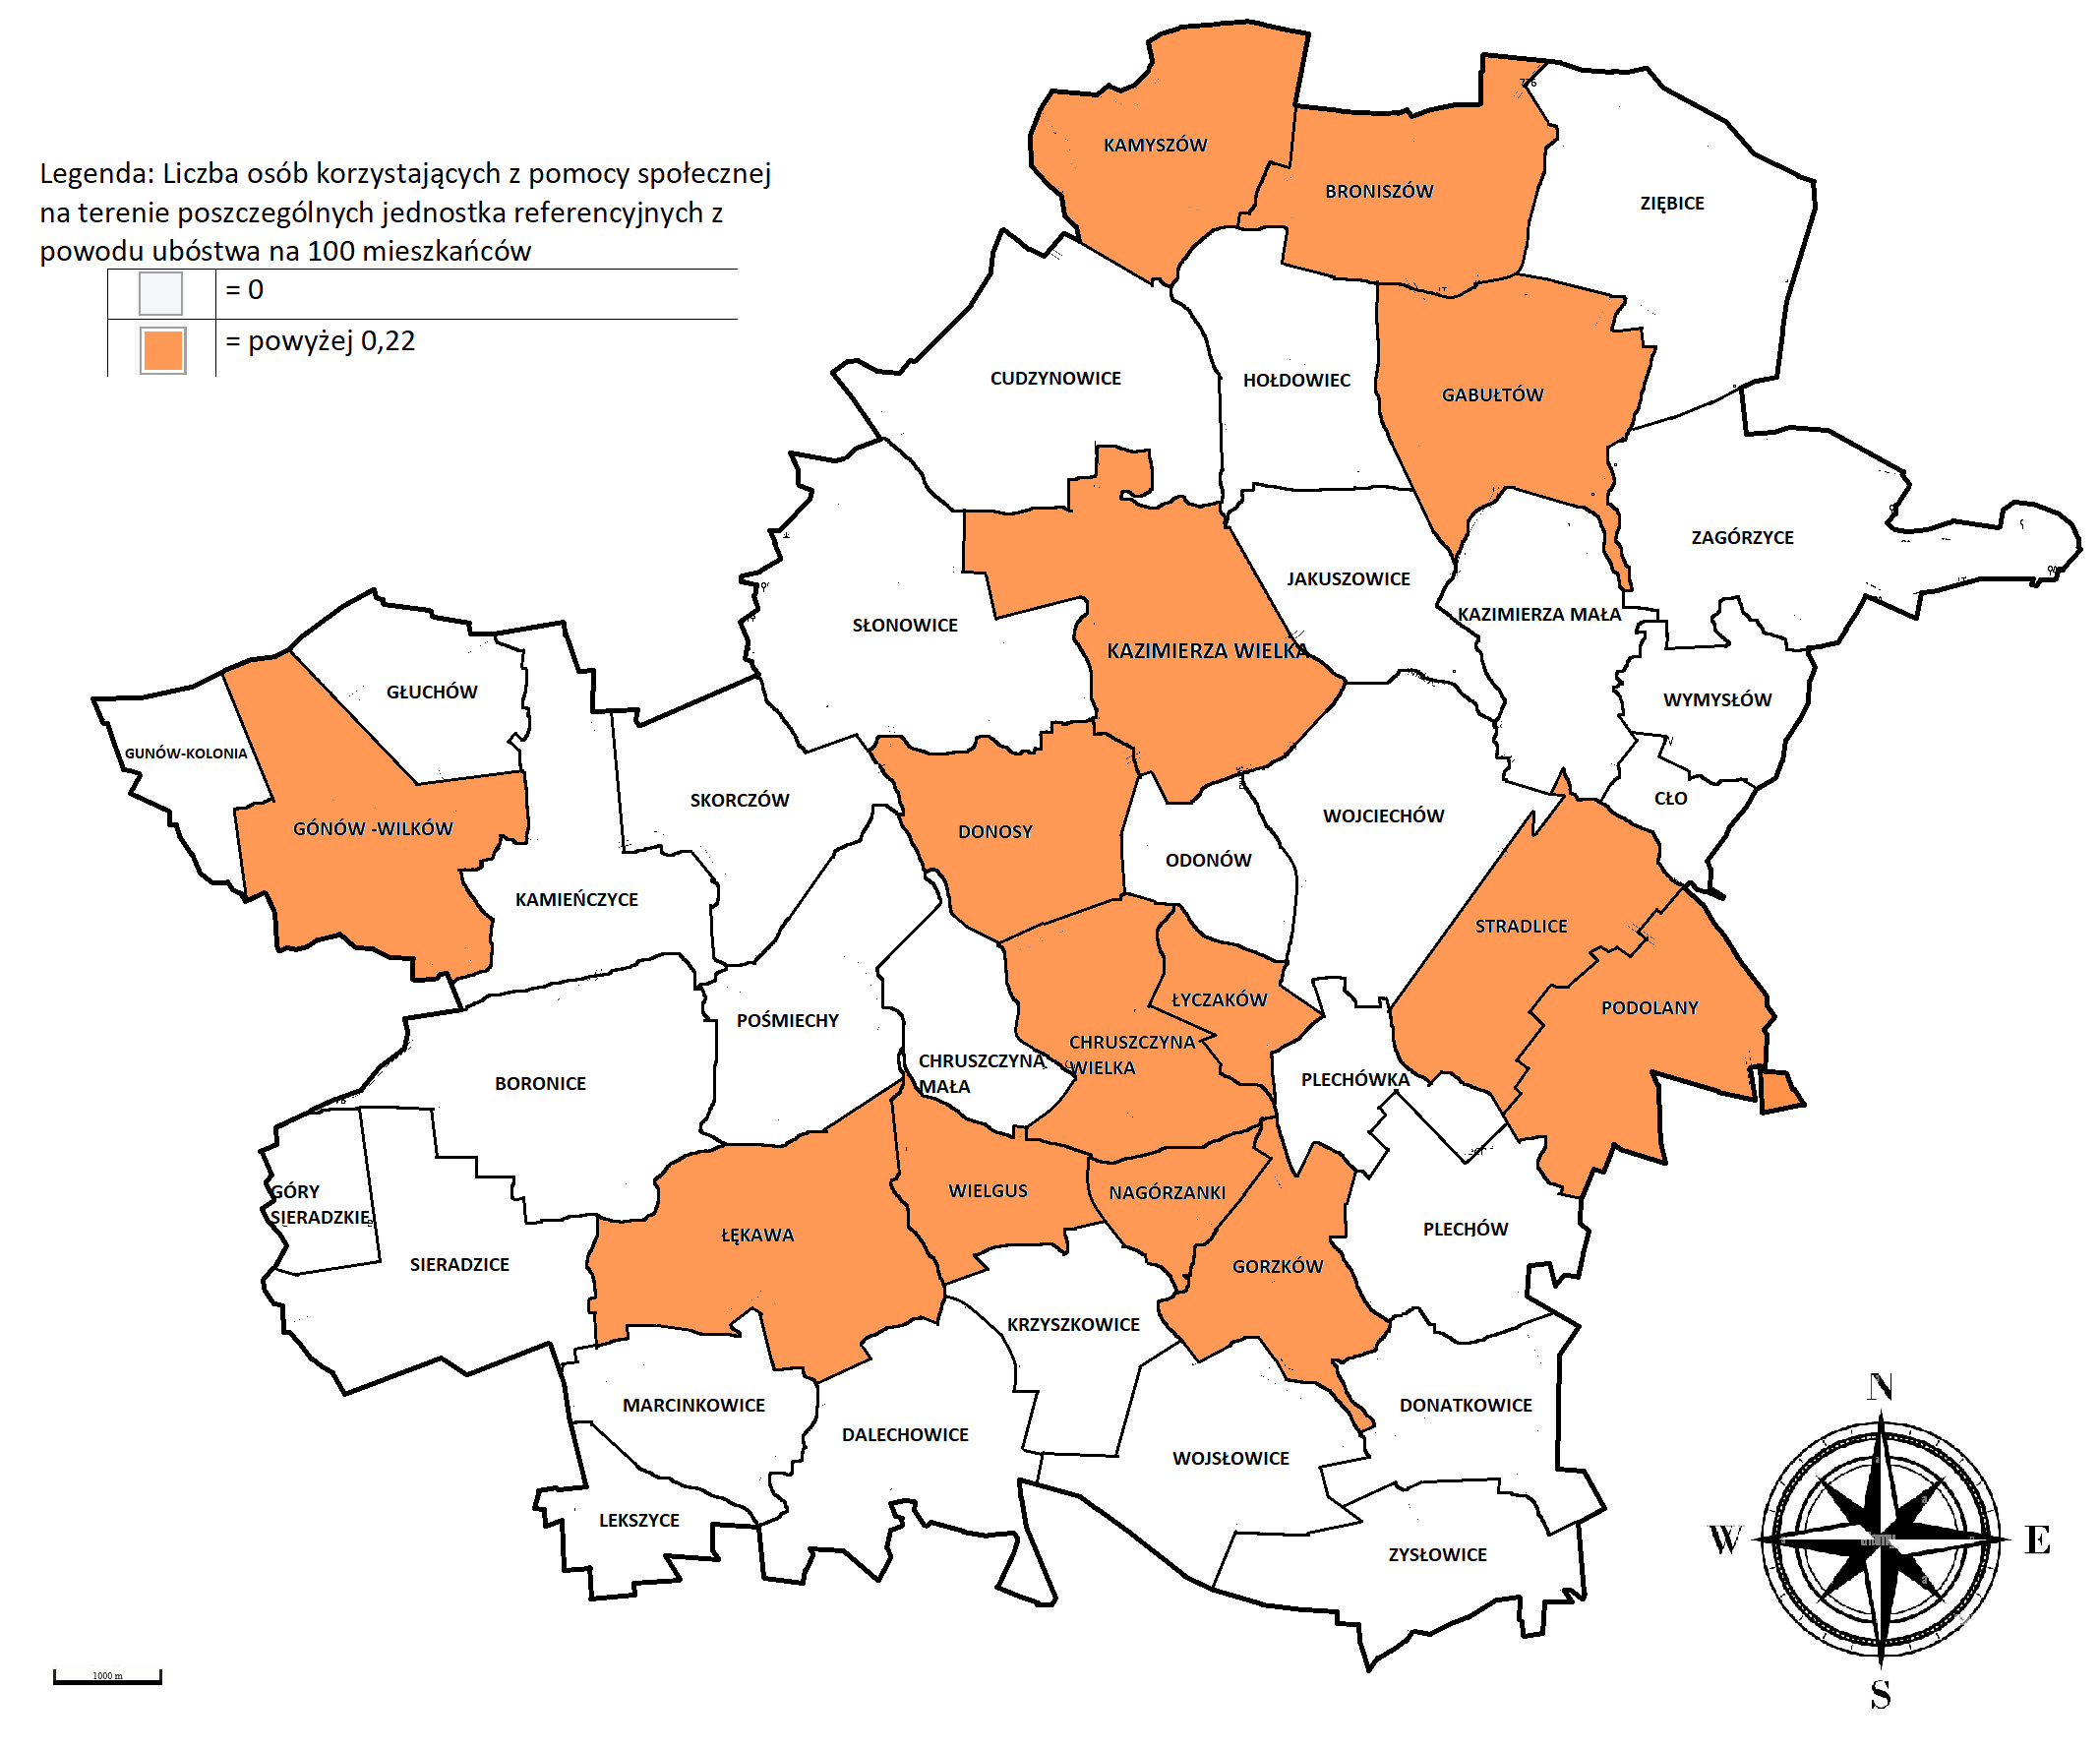 Legenda: Liczba osób korzystających z pomocy społecznej
na terenie poszczególnych jednostka referencyjnych z
powodu ubóstwa na 100 mieszkańców
= 0
= powyżej 0,22
KAMYSZÓW
BRONISZÓW
ZIĘBICE
CUDZYNOWICE
HOŁDOWIEC
GABUŁTÓW
ZAGÓRZYCE
JAKUSZOWICE
KAZIMIERZA MAŁA
SŁONOWICE
KAZIMIERZA WIELKA
GŁUCHÓW
WYMYSŁÓW
GUNÓW-KOLONIA
SKORCZÓW
CŁO
WOJCIECHÓW
GÓNÓW -WILKÓW
DONOSY
ODONÓW
KAMIEŃCZYCE
STRADLICE
ŁYCZAKÓW
PODOLANY
POŚMIECHY
CHRUSZCZYNA
WIELKA
CHRUSZCZYNA
MAŁA
PLECHÓWKA
BORONICE
GÓRY
SIERADZKIE
WIELGUS
NAGÓRZANKI
PLECHÓW
ŁĘKAWA
SIERADZICE
GORZKÓW
KRZYSZKOWICE
MARCINKOWICE
DONATKOWICE
DALECHOWICE
WOJSŁOWICE
LEKSZYCE
ZYSŁOWICE
N
W
E
S
1000 m